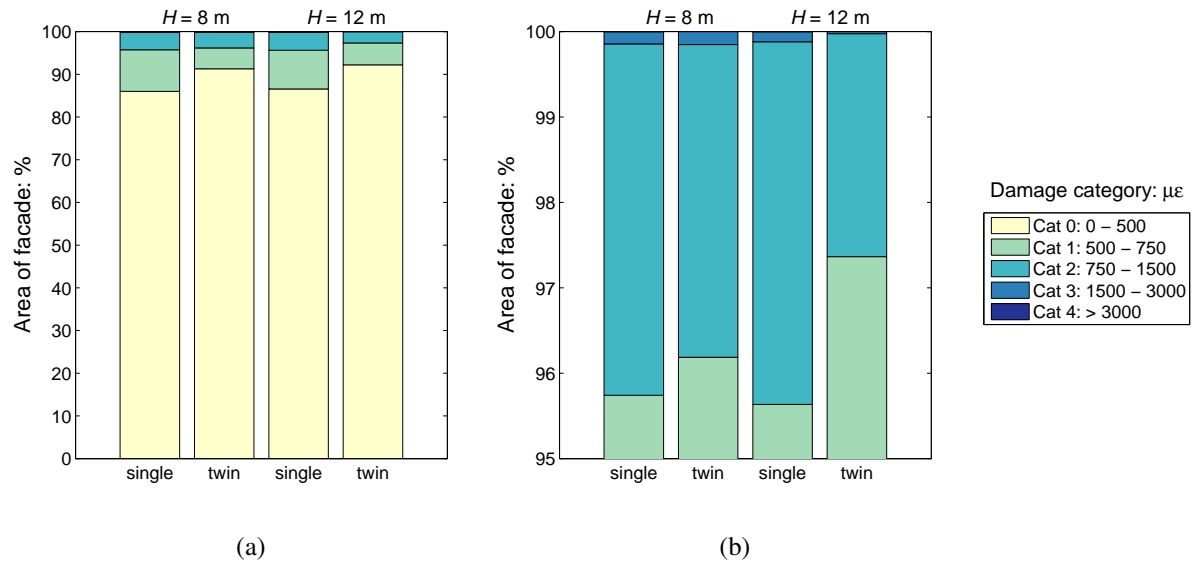 H = 8 m H = 12 m
100
90
80
70
60
50
40
30
20
10
0
Area of facade: %
single twin single twin
(a)
H = 8 m H = 12 m
100
99
98
97
96
95
Area of facade: %
single twin single twin
(b)
Damage category: με
Cat 0: 0 − 500
Cat 1: 500 − 750
Cat 2: 750 − 1500
Cat 3: 1500 − 3000
Cat 4: > 3000